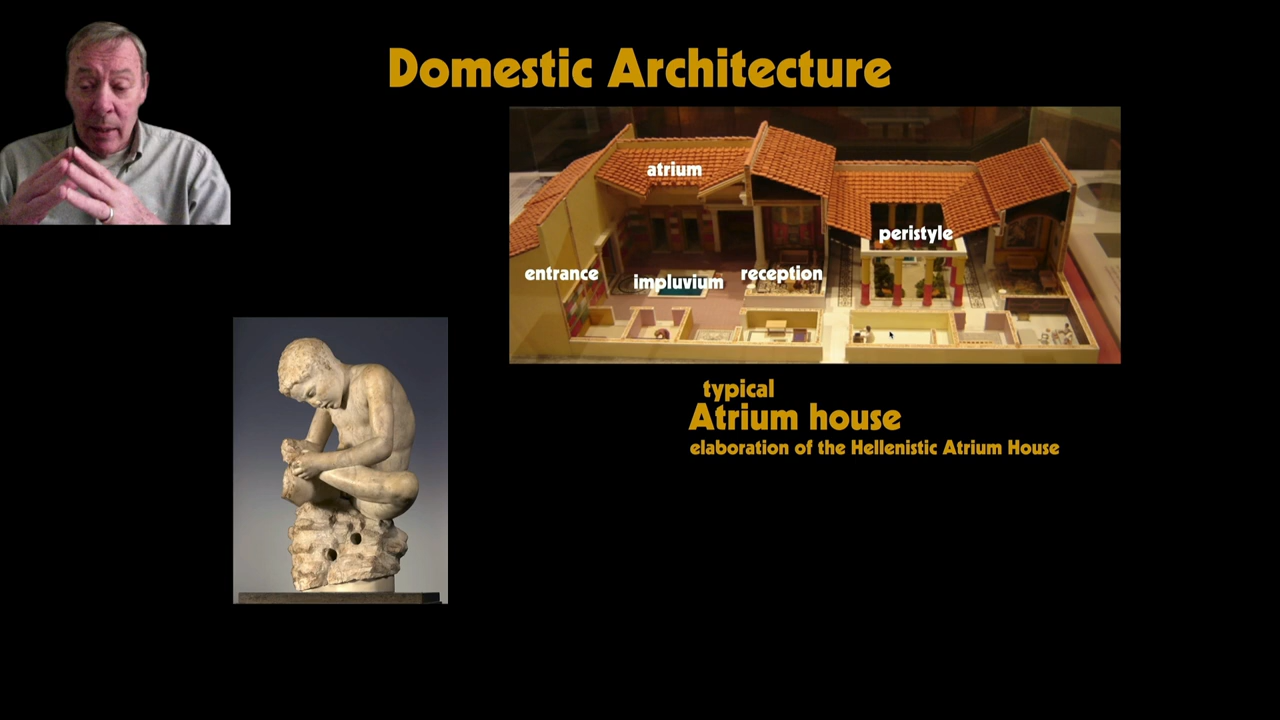 Domestic Architecture
atrium
peristyle
entrance
impluvium
reception
typical
Atrium house
elaboration of the Hellenistic Atrium House